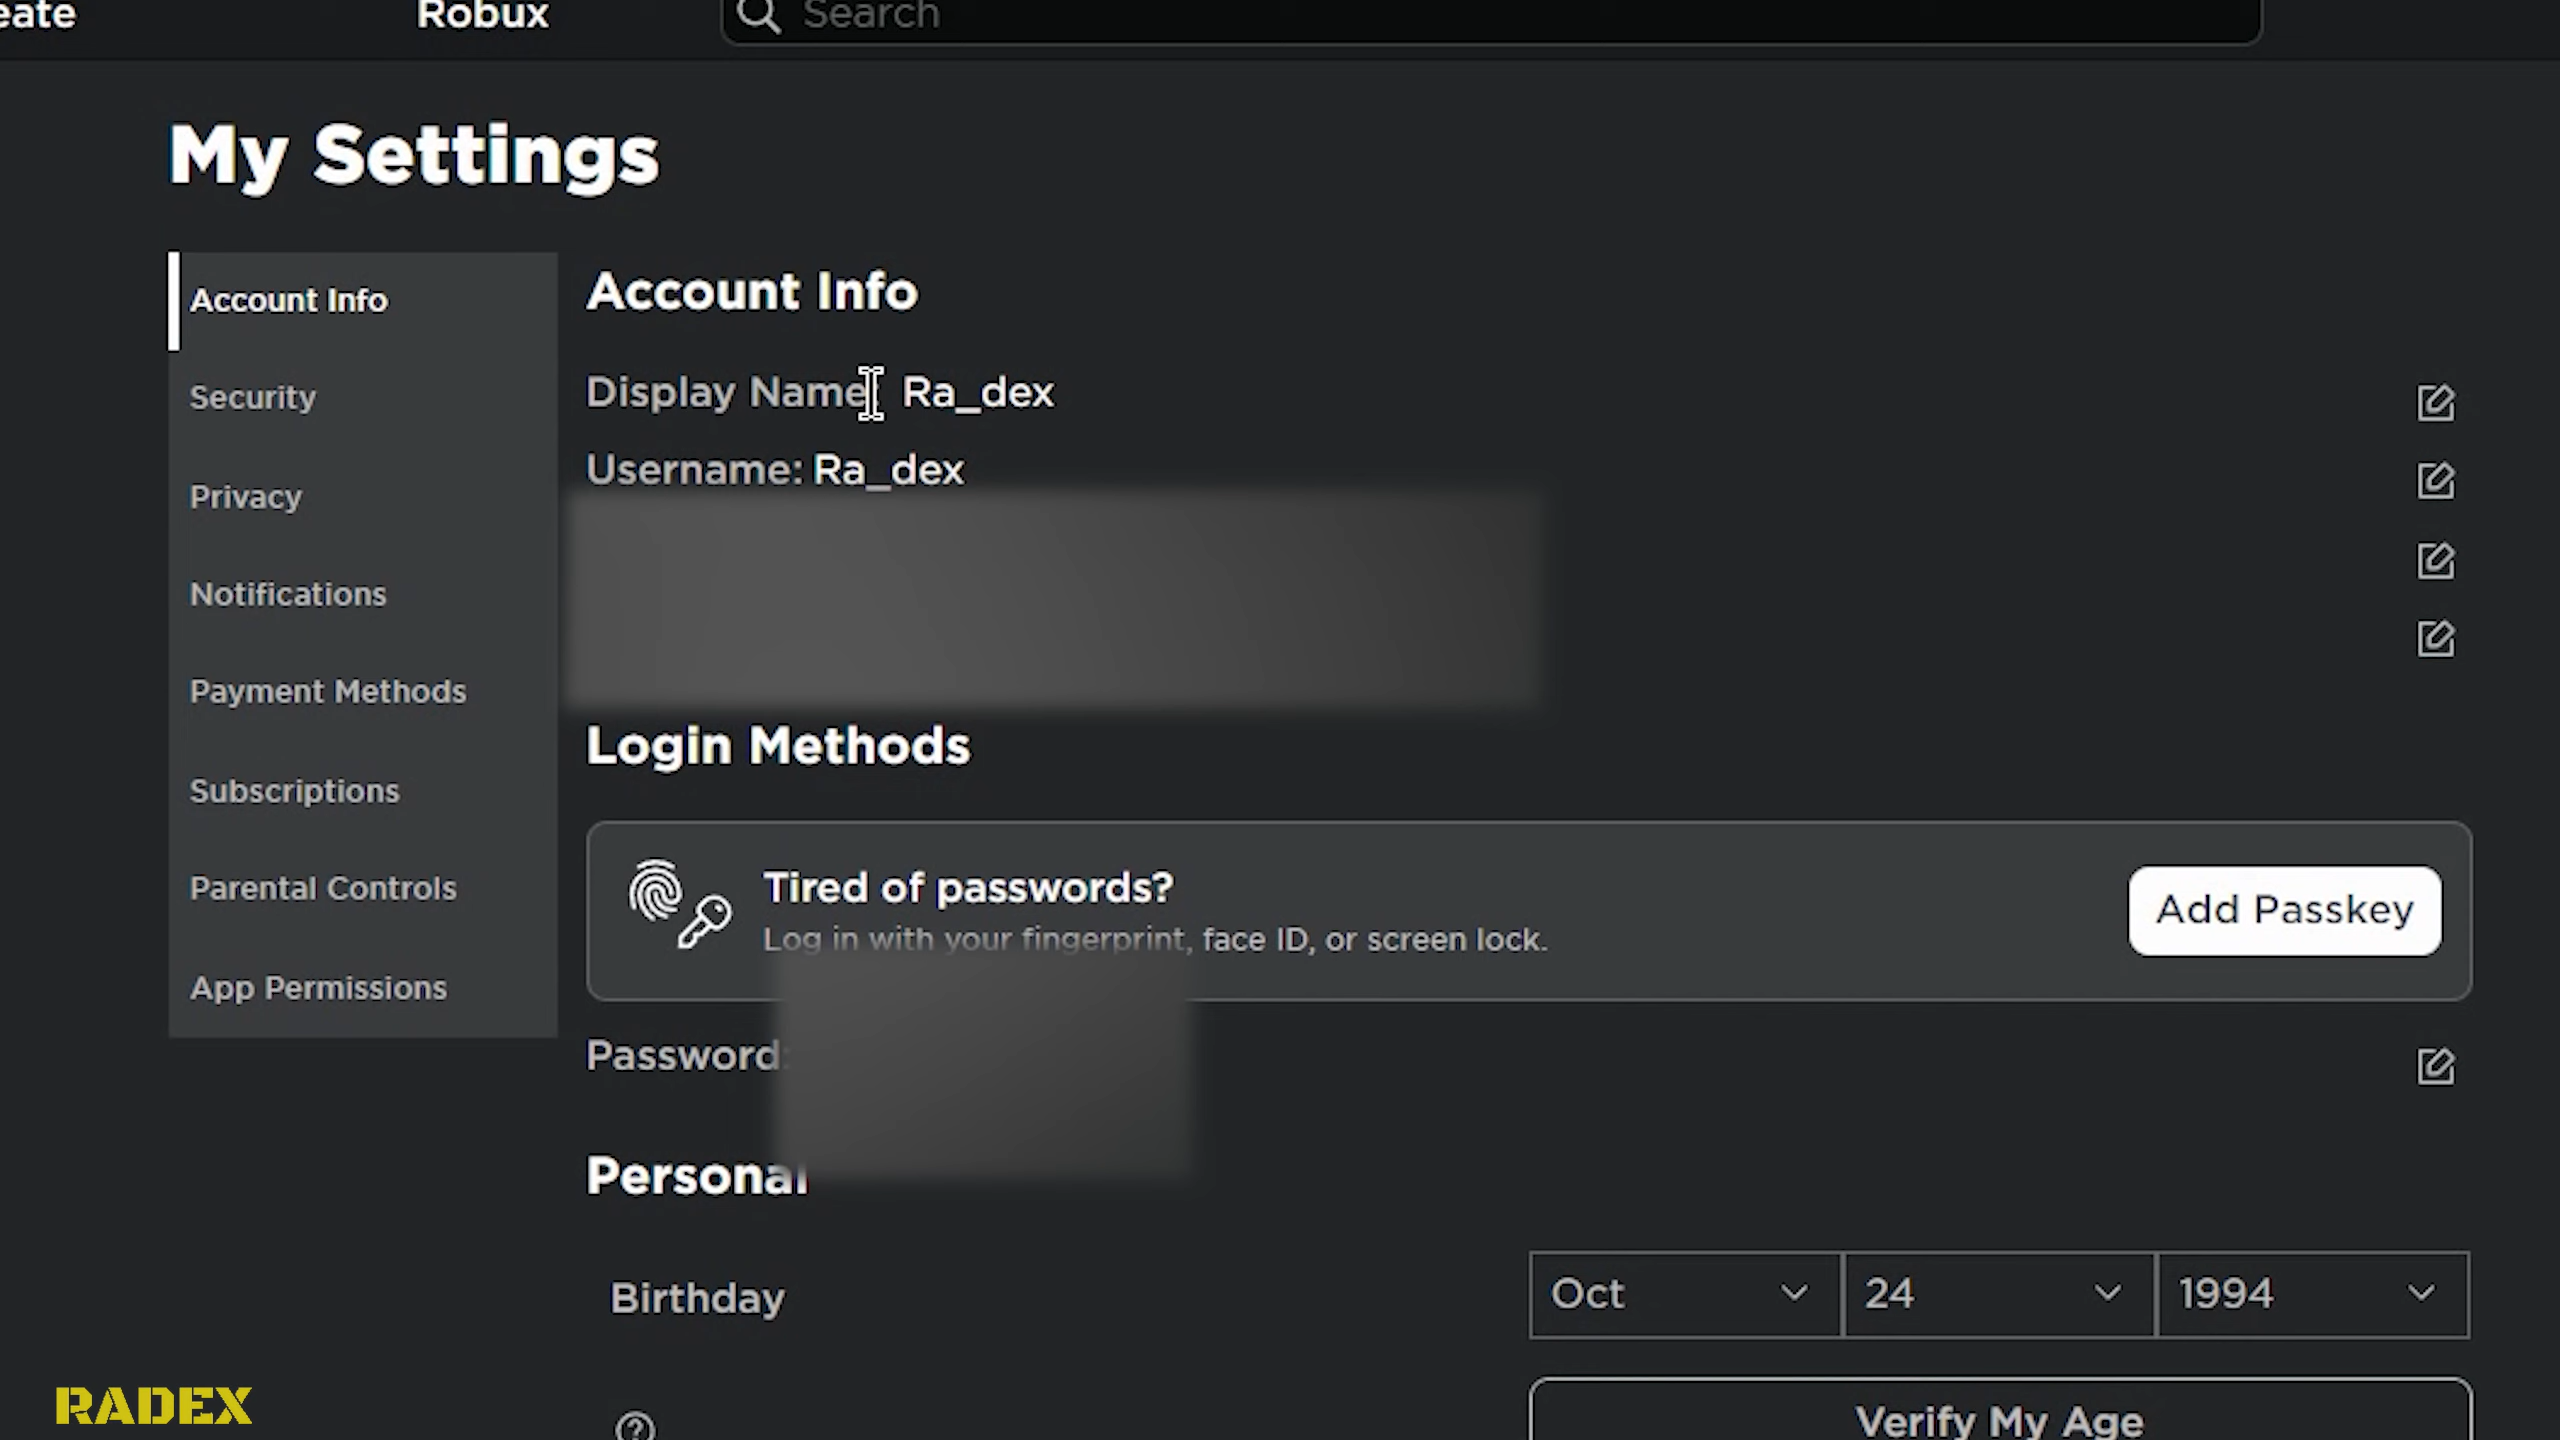 eate Robux Search
My Settings
Account Info
Security
Privacy
Notifications
Payment Methods
Subscriptions
Parental Controls
App Permissions
Account Info
Display Name Ra_dex
Username: Ra_dex
Login Methods
Tired of passwords?
Log in with your fingerprint, face ID, or screen lock.
Add Passkey
Password:
Personal
Birthday Oct 24 1994
Verify My Age
RADEX